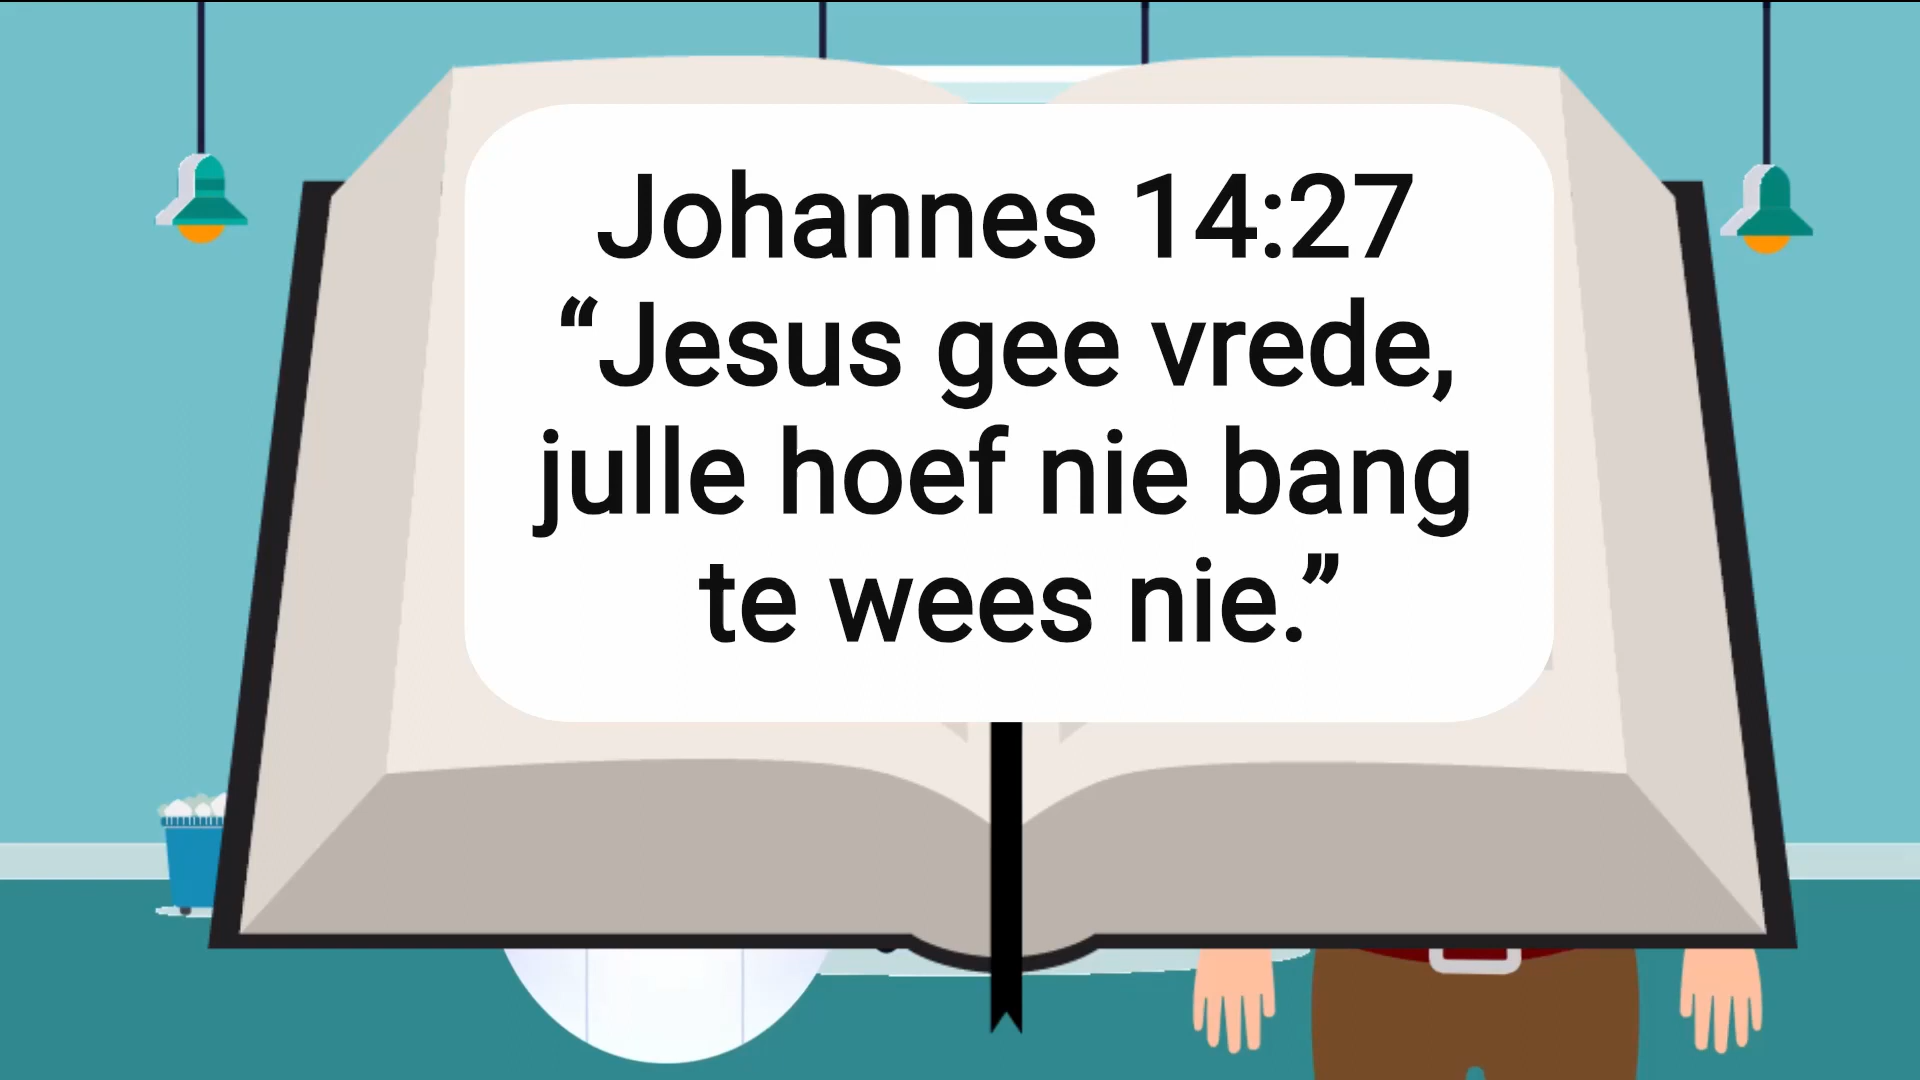 Johannes 14:27
“Jesus gee vrede,
julle hoef nie bang
te wees nie.”